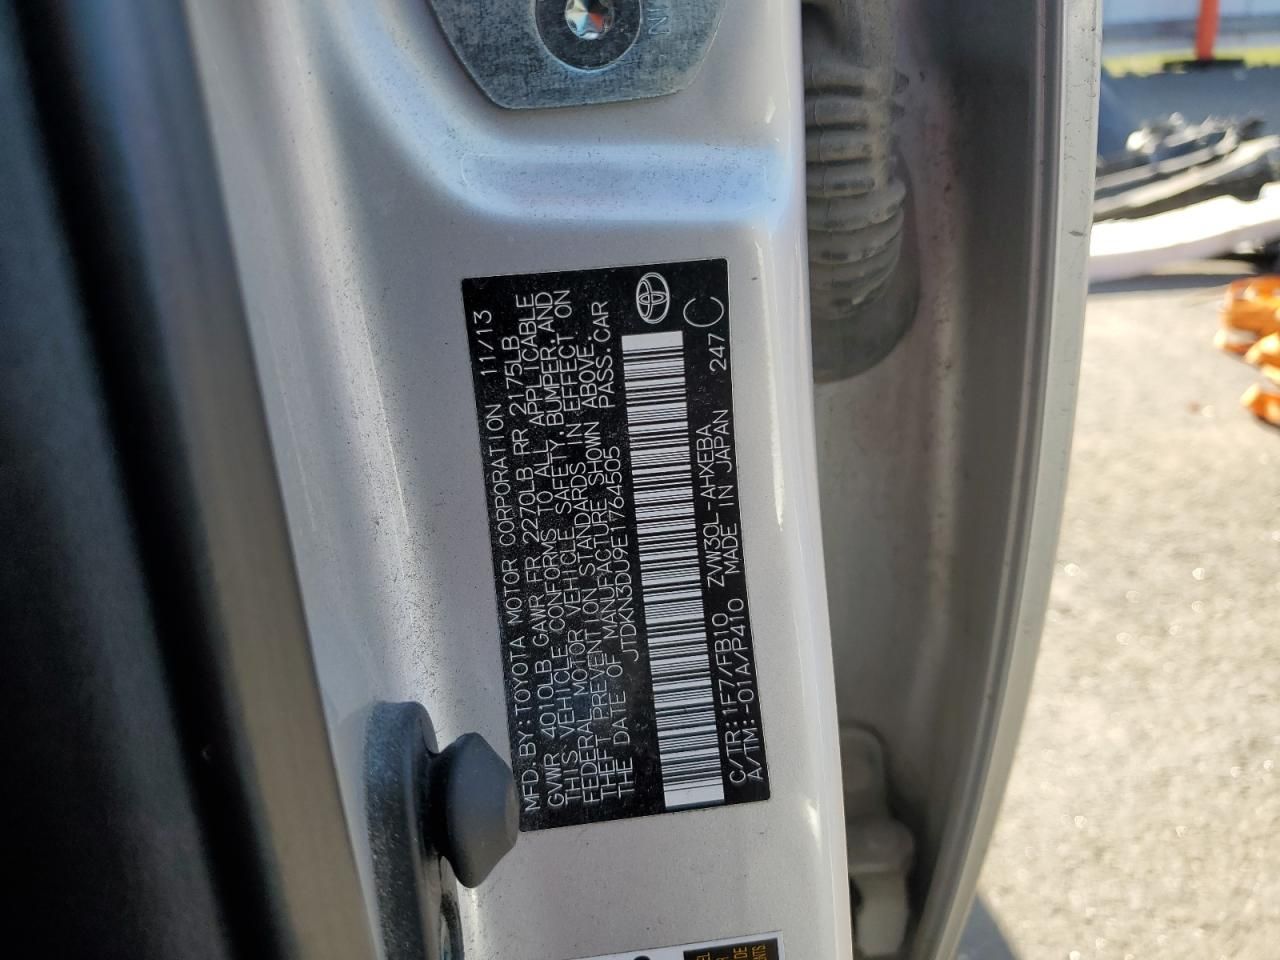 MFD.BY:TOYOTA MOTOR CORPORATION 11/13
GVWR 4010LB GAWR FR 2270LB RR 2175LB
THIS VEHICLE CONFORMS TO ALL APPLICABLE
FEDERAL MOTOR VEHICLE SAFETY,BUMPER,AND
THEFT PREVENTION STANDARDS IN EFFECT ON
THE DATE OF MANUFACTURE SHOWN ABOVE.
JTDKN3DU9E1764505 PASS.CAR
C/TR:1F7/FB10 ZVW30L-AHXEBA 247C
A/TM:-01A/P410 MADE IN JAPAN